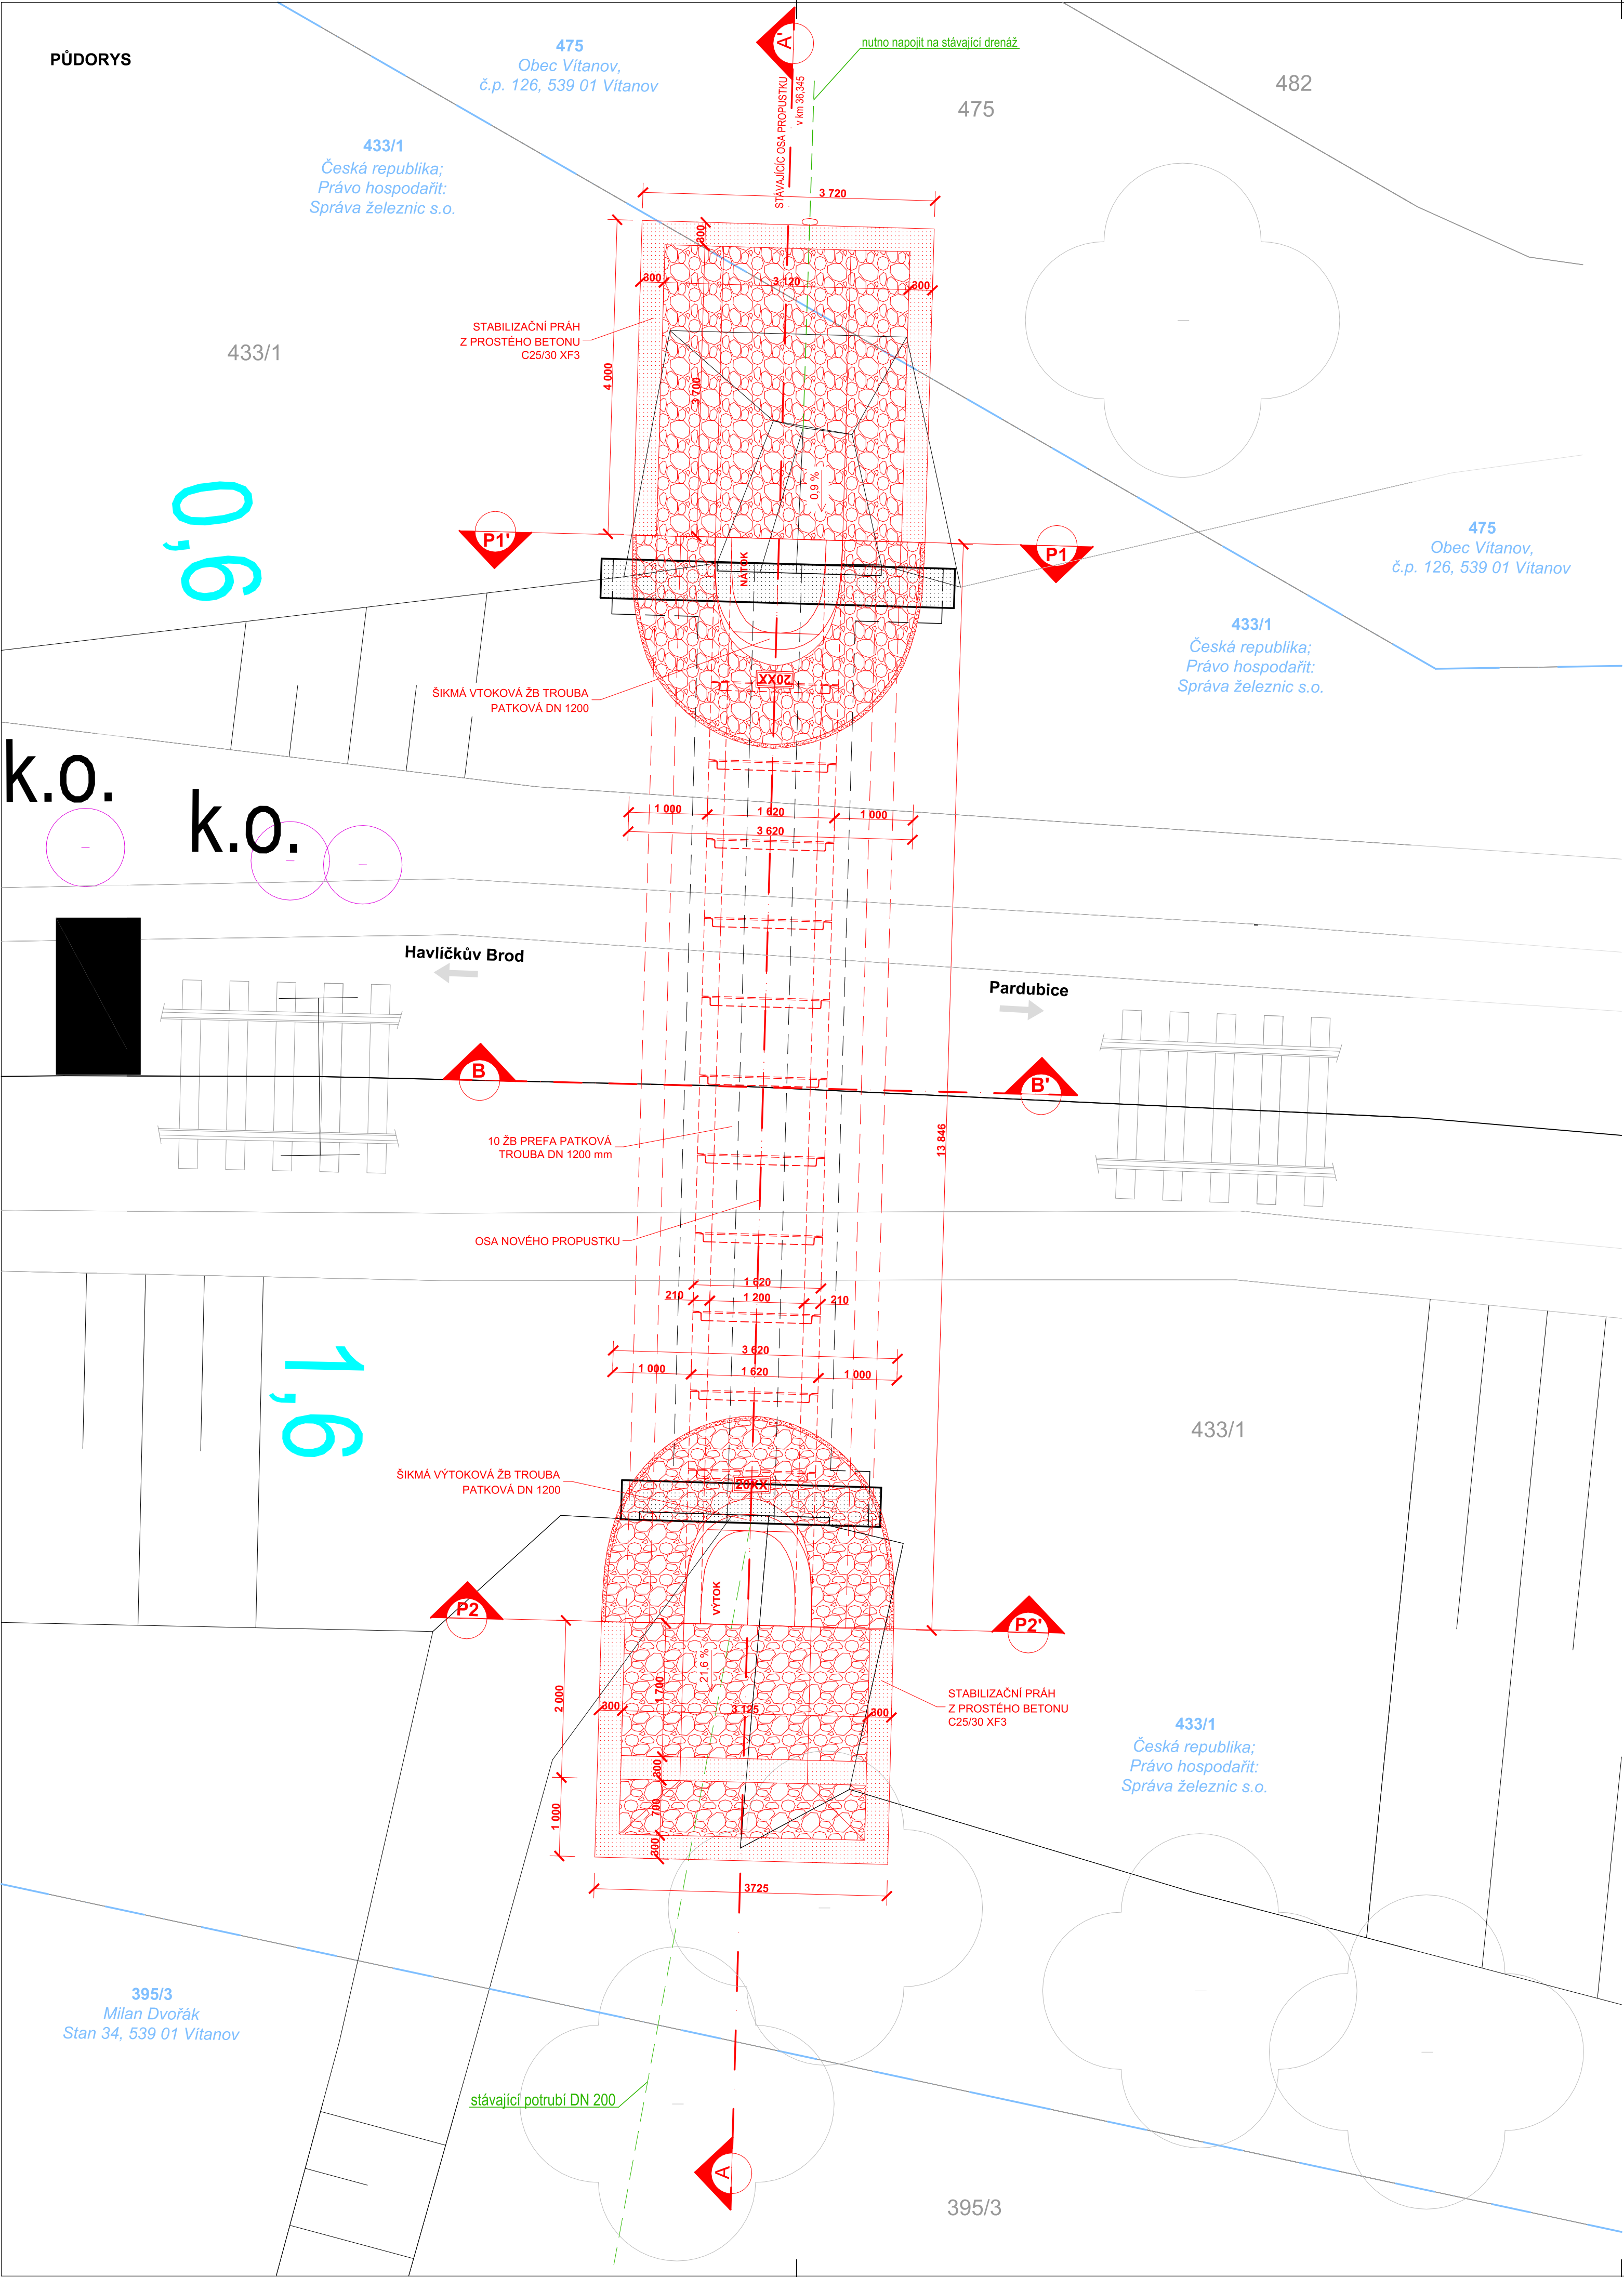 PŮDORYS
475
Obec Vítanov,
č.p. 126, 539 01 Vítanov
A'
nutno napojit na stávající drenáž
STÁVAJÍCÍC OSA PROPUSTKU
v km 36,345
475
482
433/1
Česká republika;
Právo hospodařit:
Správa železnic s.o.
3 720
300
300
3 120
300
STABILIZAČNÍ PRÁH
Z PROSTÉHO BETONU
C25/30 XF3
433/1
4 000
3 700
0,9 %
0,6
P1'
P1
NÁTOK
475
Obec Vítanov,
č.p. 126, 539 01 Vítanov
433/1
Česká republika;
Právo hospodařit:
Správa železnic s.o.
20XX
ŠIKMÁ VTOKOVÁ ŽB TROUBA
PATKOVÁ DN 1200
k.o.
k.o.
1 000
1 620
1 000
3 620
Havlíčkův Brod
Pardubice
B
B'
10 ŽB PREFA PATKOVÁ
TROUBA DN 1200 mm
13 846
OSA NOVÉHO PROPUSTKU
1 620
210
1 200
210
3 620
1 000
1 620
1 000
1,6
433/1
ŠIKMÁ VÝTOKOVÁ ŽB TROUBA
PATKOVÁ DN 1200
20XX
VÝTOK
P2
P2'
21,6 %
2 000
1 700
300
3 125
300
STABILIZAČNÍ PRÁH
Z PROSTÉHO BETONU
C25/30 XF3
433/1
Česká republika;
Právo hospodařit:
Správa železnic s.o.
300
1 000
700
300
3725
395/3
Milan Dvořák
Stan 34, 539 01 Vítanov
stávající potrubí DN 200
A
395/3